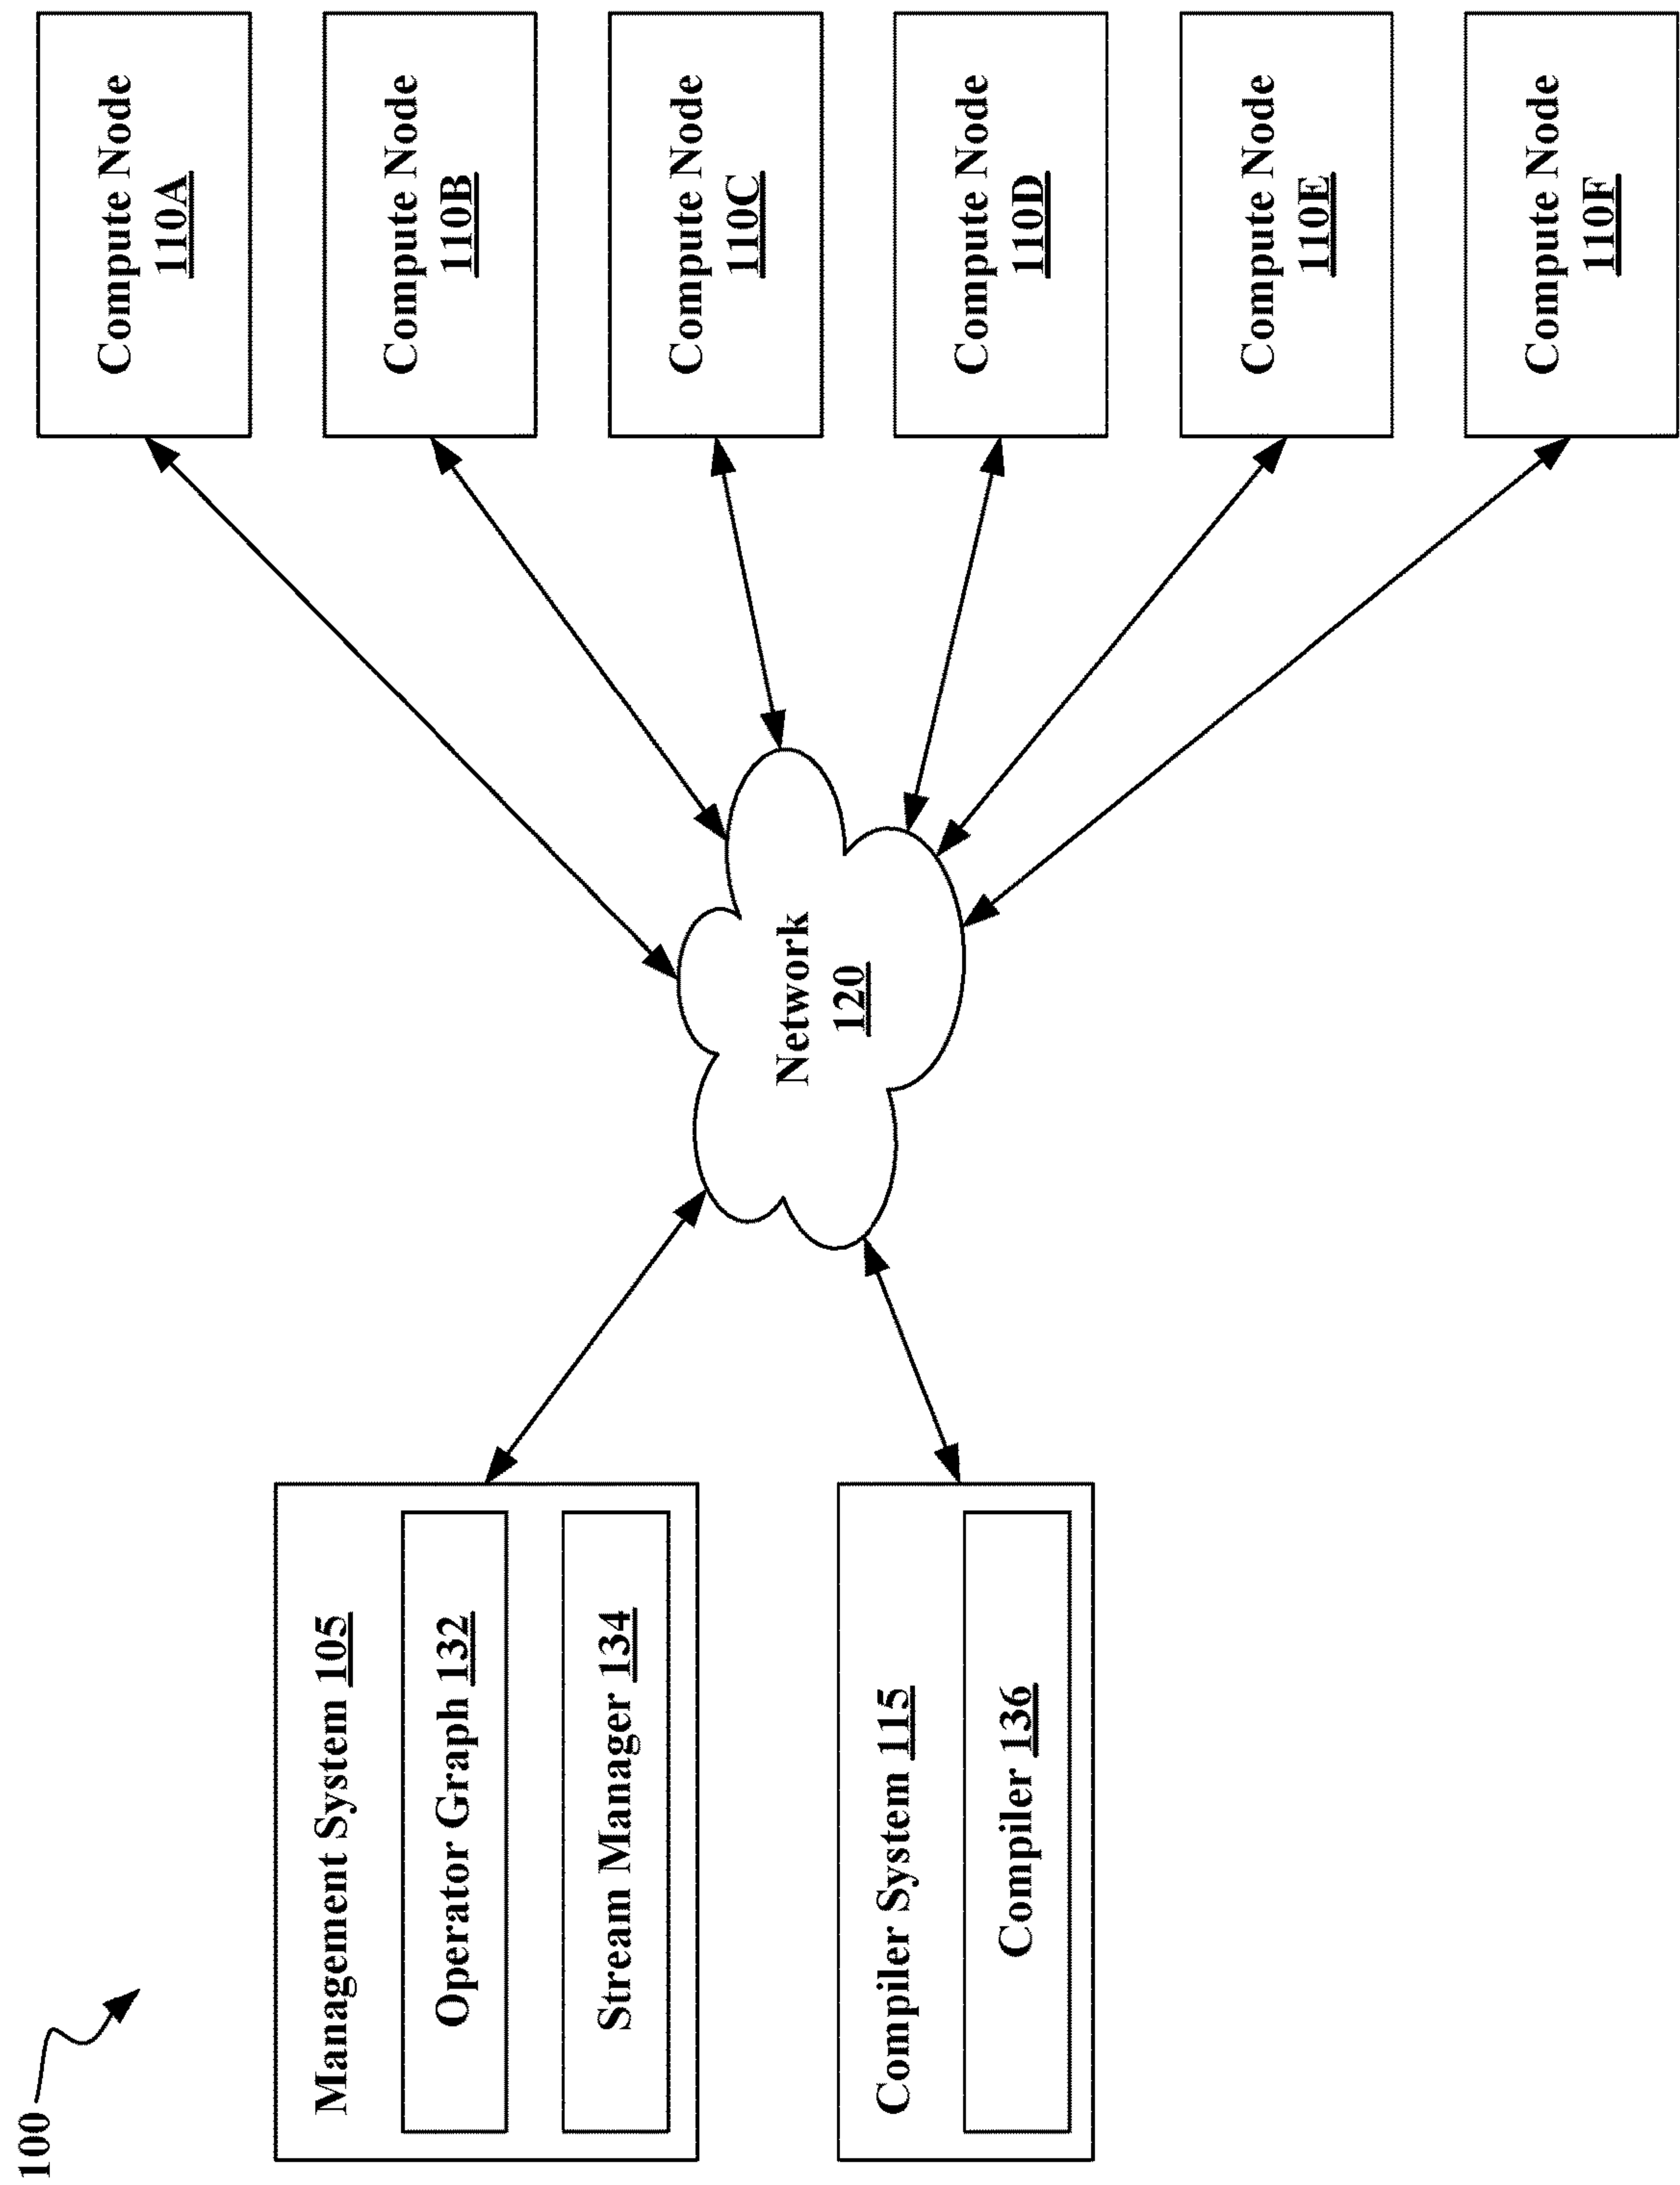 100
Management System 105
Operator Graph 132
Stream Manager 134
Compiler System 115
Compiler 136
Network
120
Compute Node
110A
Compute Node
110B
Compute Node
110C
Compute Node
110D
Compute Node
110E
Compute Node
110F